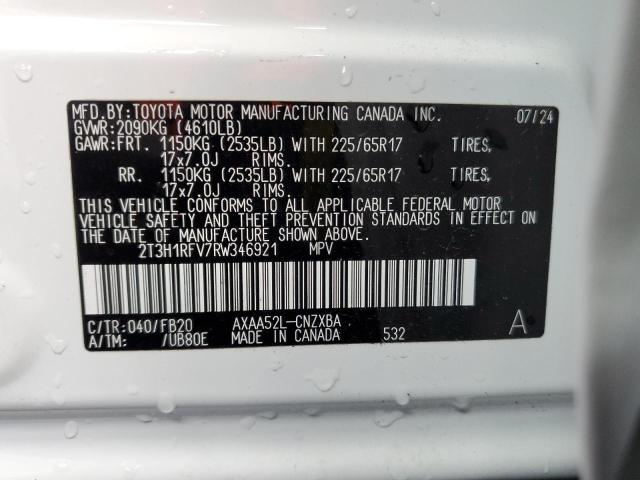 MFD.BY:TOYOTA MOTOR MANUFACTURING CANADA INC. 07/24
GVWR:2090KG (4610LB)
GAWR:FRT. 1150KG (2535LB) WITH 225/65R17 TIRES,
17x7.0J RIMS.
RR. 1150KG (2535LB) WITH 225/65R17 TIRES,
17x7.0J RIMS.
THIS VEHICLE CONFORMS TO ALL APPLICABLE FEDERAL MOTOR
VEHICLE SAFETY AND THEFT PREVENTION STANDARDS IN EFFECT ON
THE DATE OF MANUFACTURE SHOWN ABOVE.
2T3H1RFV7RW346921 MPV
C/TR:040/FB20 AXAA52L-CNZXBA A
A/TM: /UB80E MADE IN CANADA 532